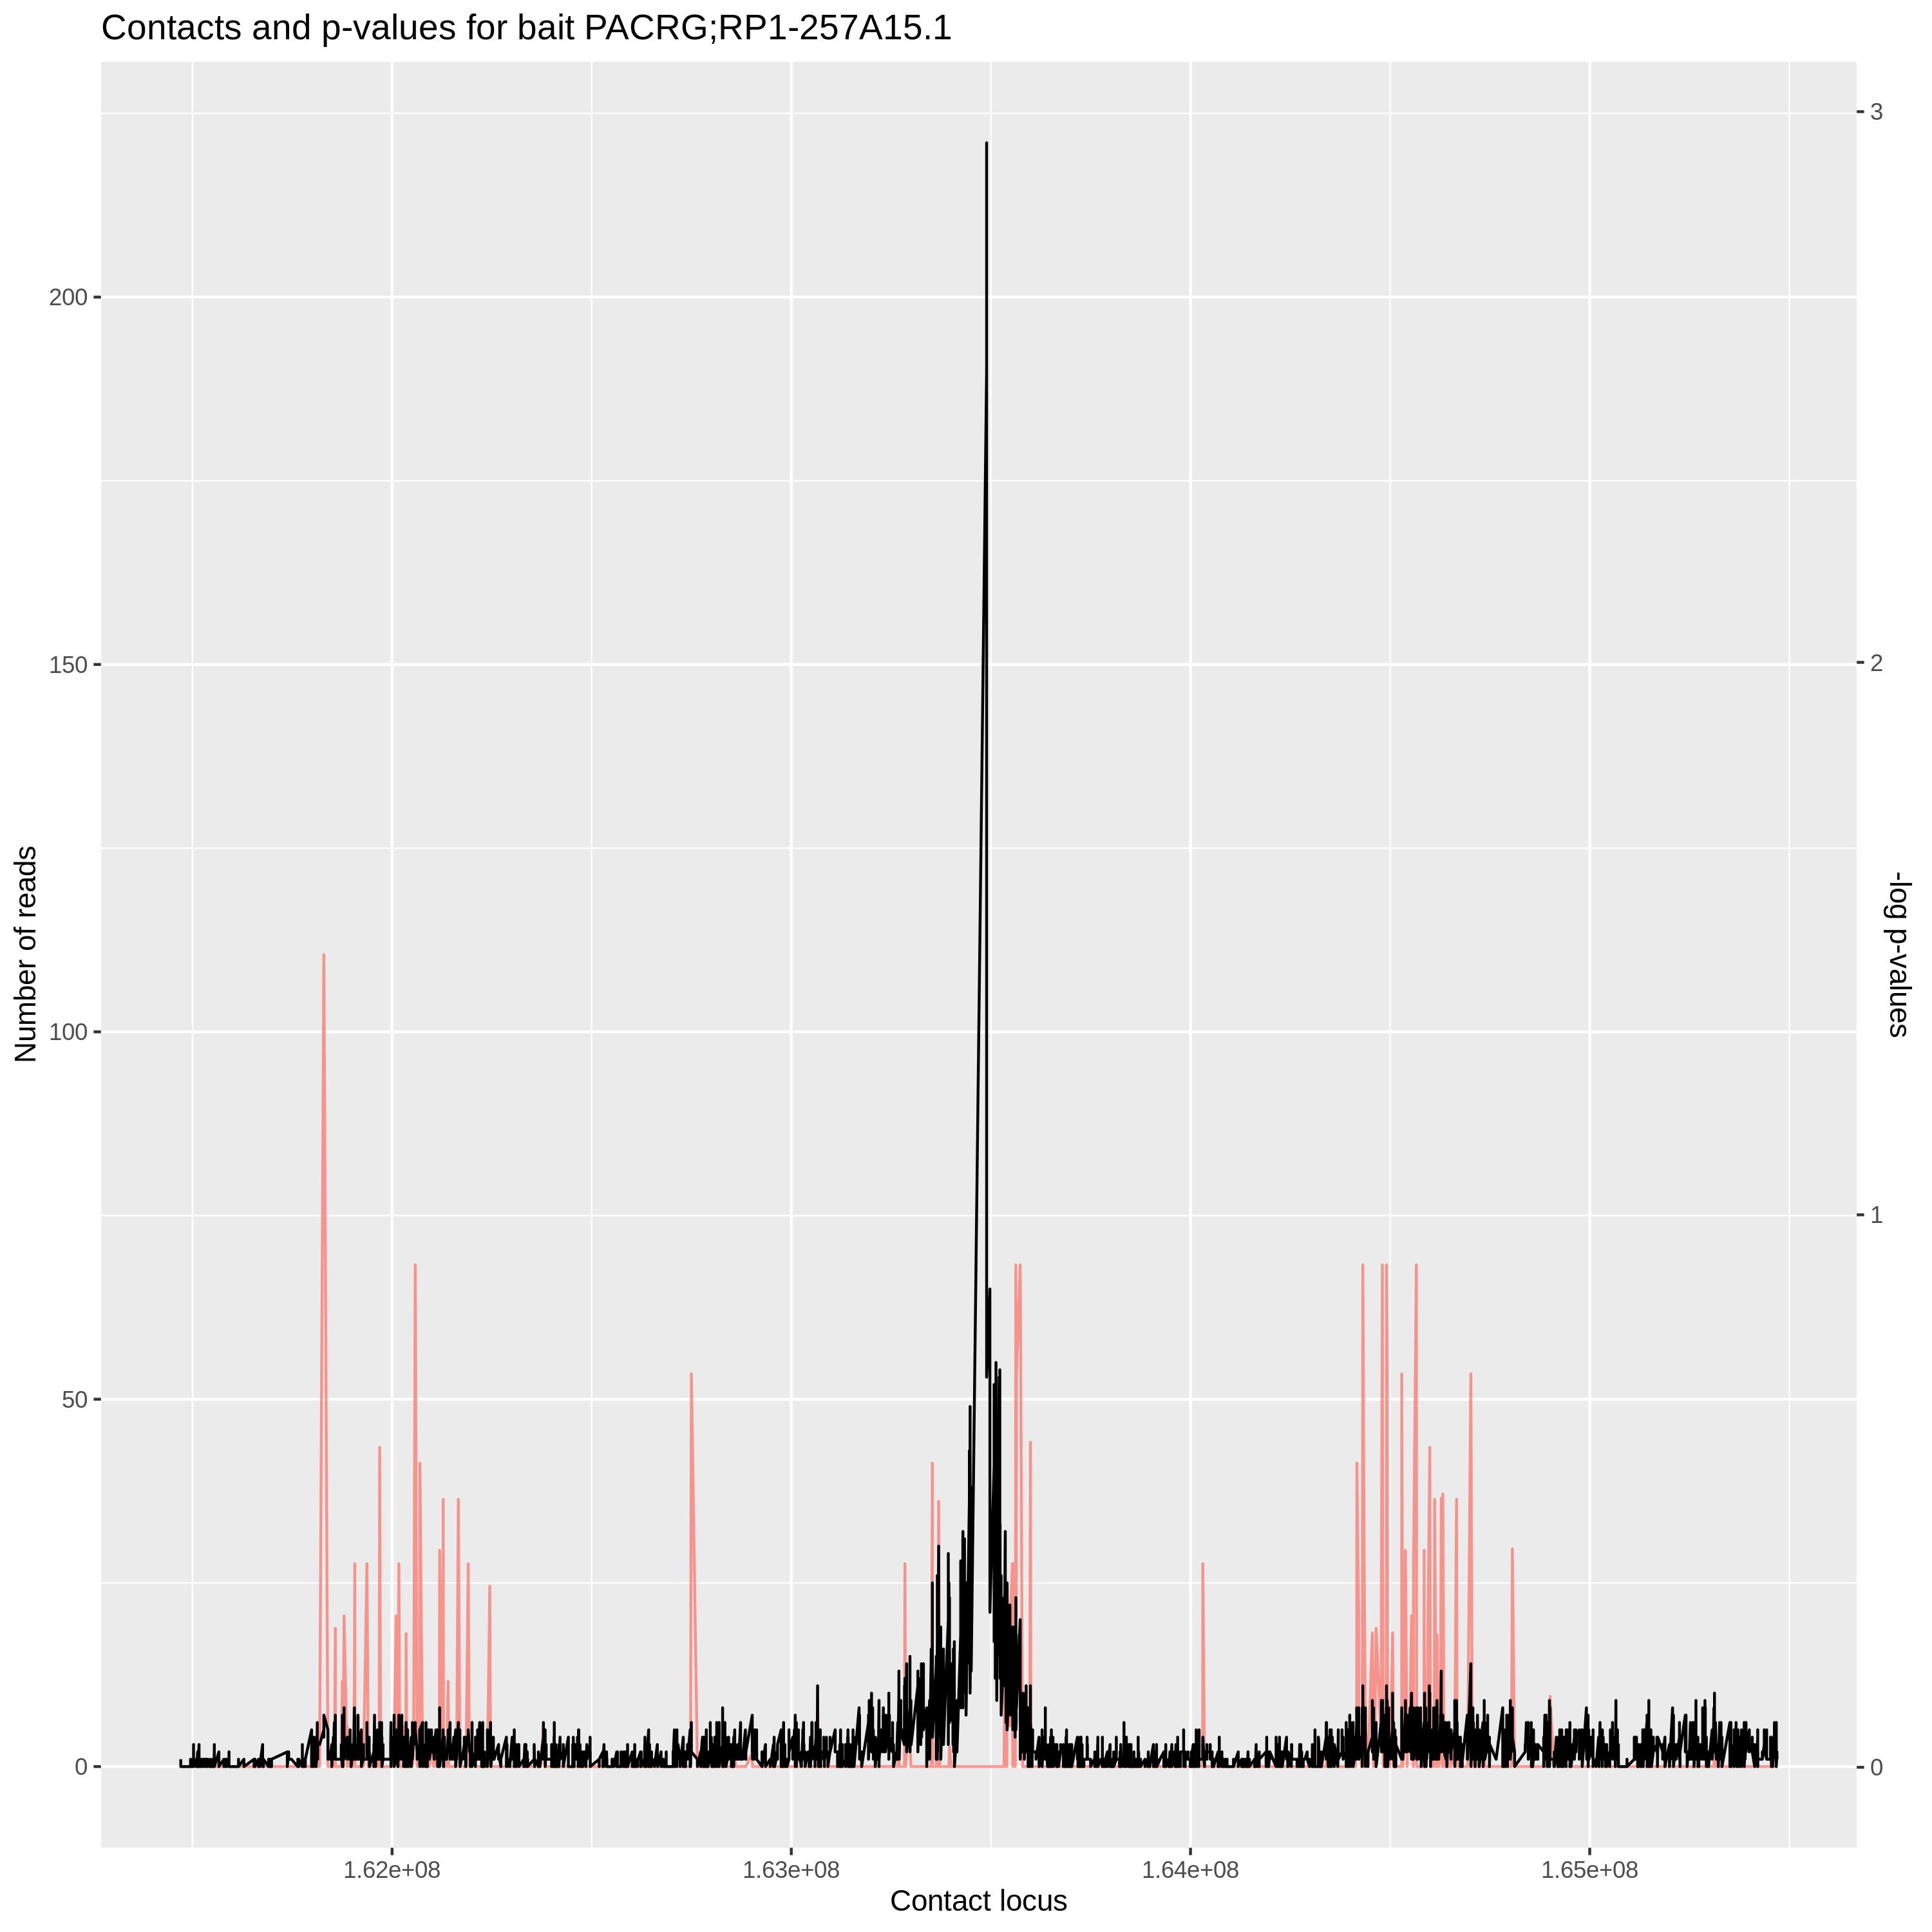 Contacts and p-values for bait PACRG;RP1-257A15.1
Number of reads
200
150
100
50
0
3
2
1
0
-log p-values
1.62e+08
1.63e+08
1.64e+08
1.65e+08
Contact locus